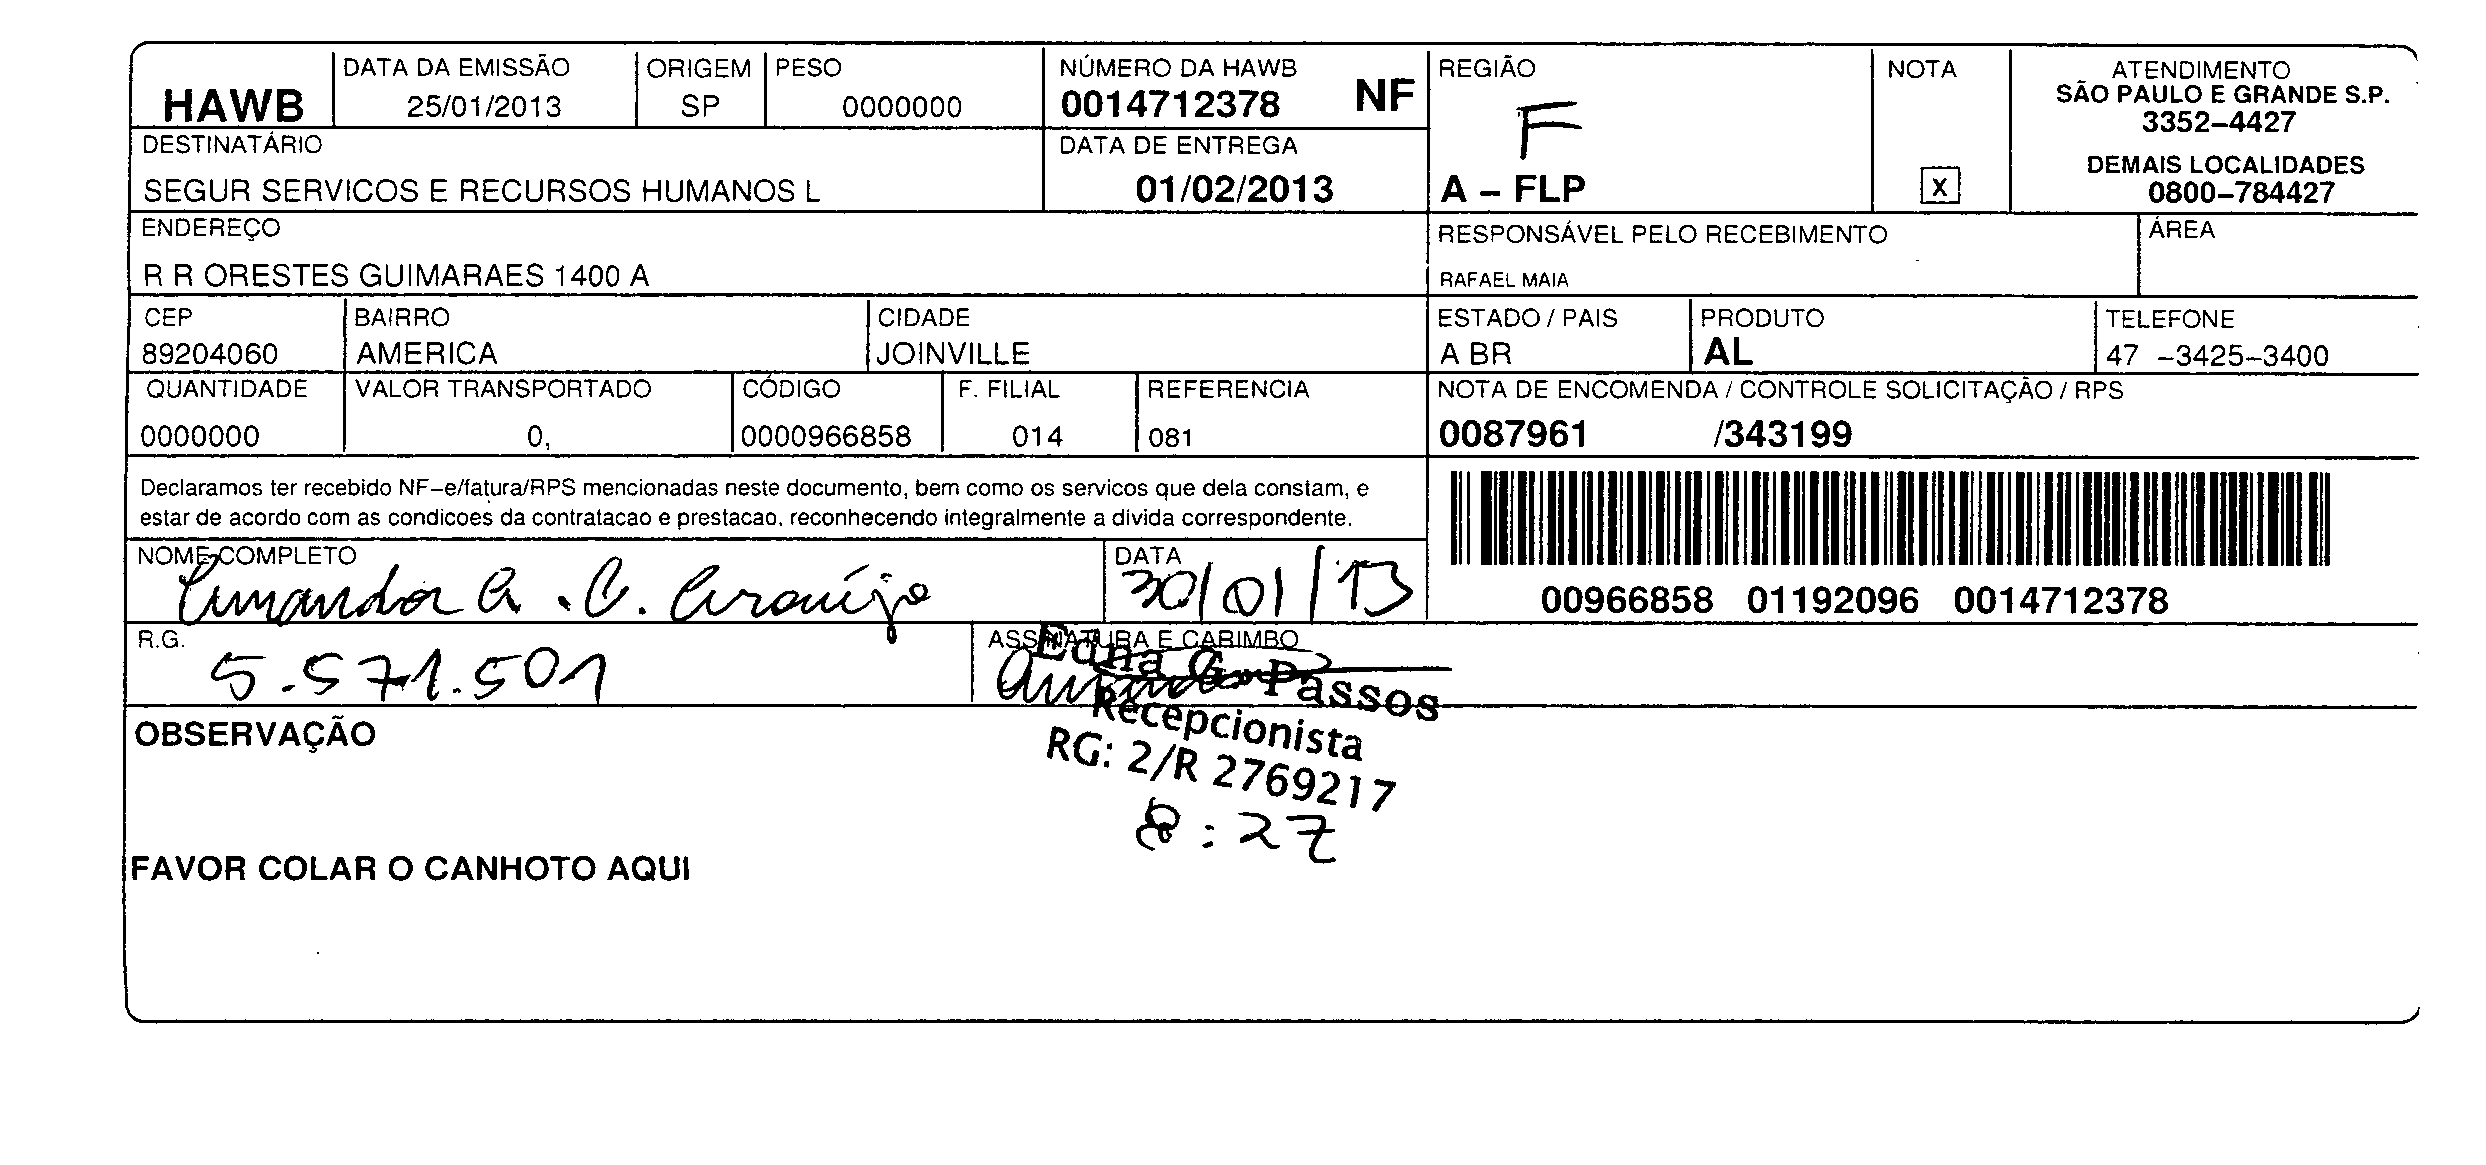 HAWB
DATA DA EMISSÃO
25/01/2013
ORIGEM
SP
PESO
0000000
NÚMERO DA HAWB
0014712378 NF
REGIÃO
F
A – FLP
NOTA
X
ATENDIMENTO
SÃO PAULO E GRANDE S.P.
3352–4427
DEMAIS LOCALIDADES
0800–784427
DESTINATÁRIO
SEGUR SERVICOS E RECURSOS HUMANOS L
DATA DE ENTREGA
01/02/2013
ENDEREÇO
R R ORESTES GUIMARAES 1400 A
RESPONSÁVEL PELO RECEBIMENTO
RAFAEL MAIA
ÁREA
CEP
89204060
BAIRRO
AMERICA
CIDADE
JOINVILLE
ESTADO / PAIS
A BR
PRODUTO
AL
TELEFONE
47 –3425–3400
QUANTIDADE
0000000
VALOR TRANSPORTADO
0,
CÓDIGO
0000966858
F. FILIAL
014
REFERENCIA
081
NOTA DE ENCOMENDA / CONTROLE SOLICITAÇÃO / RPS
0087961 /343199
Declaramos ter recebido NF–e/fatura/RPS mencionadas neste documento, bem como os servicos que dela constam, e
estar de acordo com as condicoes da contratacao e prestacao, reconhecendo integralmente a divida correspondente.
00966858 01192096 0014712378
NOME COMPLETO
Amanda A. C. Araújo
DATA
30/01/13
R.G.
5.571.501
ASSINATURA E CARIMBO
Edna G. Passos
Recepcionista
RG: 2/R 2769217
8:27
OBSERVAÇÃO
FAVOR COLAR O CANHOTO AQUI